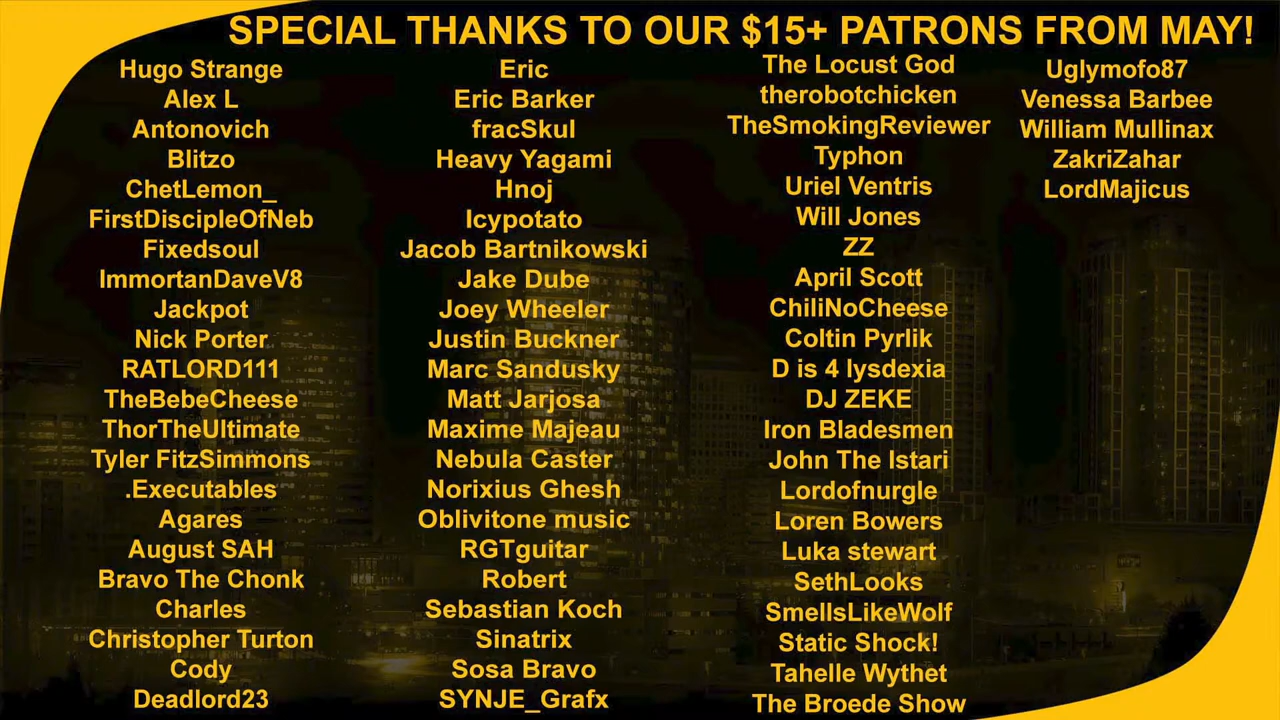 SPECIAL THANKS TO OUR $15+ PATRONS FROM MAY!
Hugo Strange
Alex L
Antonovich
Blitzo
ChetLemon_
FirstDiscipleOfNeb
Fixedsoul
ImmortanDaveV8
Jackpot
Nick Porter
RATLORD111
TheBebeCheese
ThorTheUltimate
Tyler FitzSimmons
.Executables
Agares
August SAH
Bravo The Chonk
Charles
Christopher Turton
Cody
Deadlord23
Eric
Eric Barker
fracSkul
Heavy Yagami
Hnoj
Icypotato
Jacob Bartnikowski
Jake Dube
Joey Wheeler
Justin Buckner
Marc Sandusky
Matt Jarjosa
Maxime Majeau
Nebula Caster
Norixius Ghesh
Oblivitone music
RGTguitar
Robert
Sebastian Koch
Sinatrix
Sosa Bravo
SYNJE_Grafx
The Locust God
therobotchicken
TheSmokingReviewer
Typhon
Uriel Ventris
Will Jones
ZZ
April Scott
ChiliNoCheese
Coltin Pyrlik
D is 4 lysdexia
DJ ZEKE
Iron Bladesmen
John The Istari
Lordofnurgle
Loren Bowers
Luka stewart
SethLooks
SmellsLikeWolf
Static Shock!
Tahelle Wythet
The Broede Show
Uglymofo87
Venessa Barbee
William Mullinax
ZakriZahar
LordMajicus